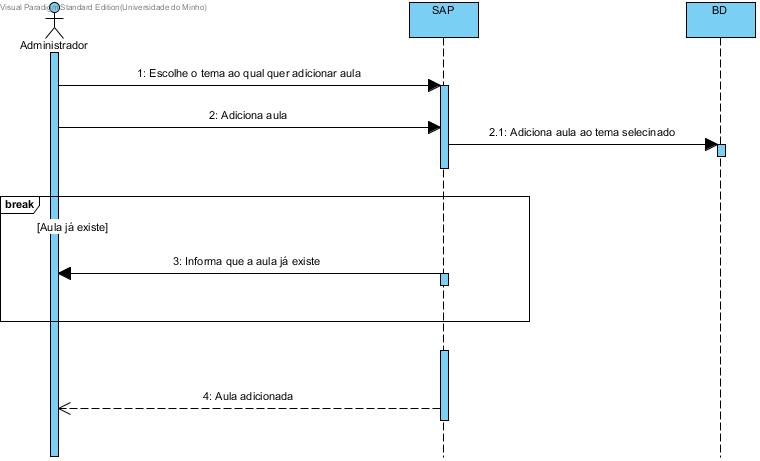 Visual Paradigm Standard Edition(Universidade do Minho)
SAP
BD
Administrador
1: Escolhe o tema ao qual quer adicionar aula
2: Adiciona aula
2.1: Adiciona aula ao tema selecinado
break
[Aula já existe]
3: Informa que a aula já existe
4: Aula adicionada